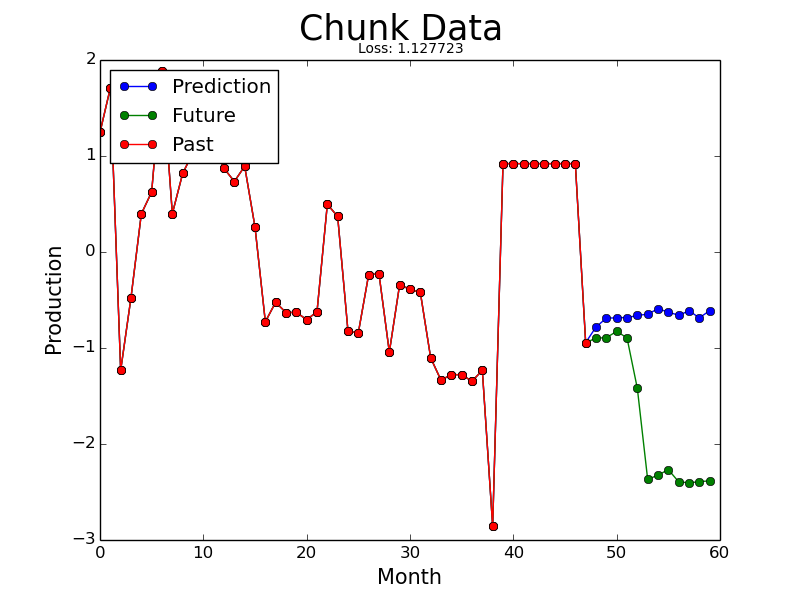 Chunk Data
Loss: 1.127723
Prediction
Future
Past
Production
2
1
0
−1
−2
−3
0 10 20 30 40 50 60
Month